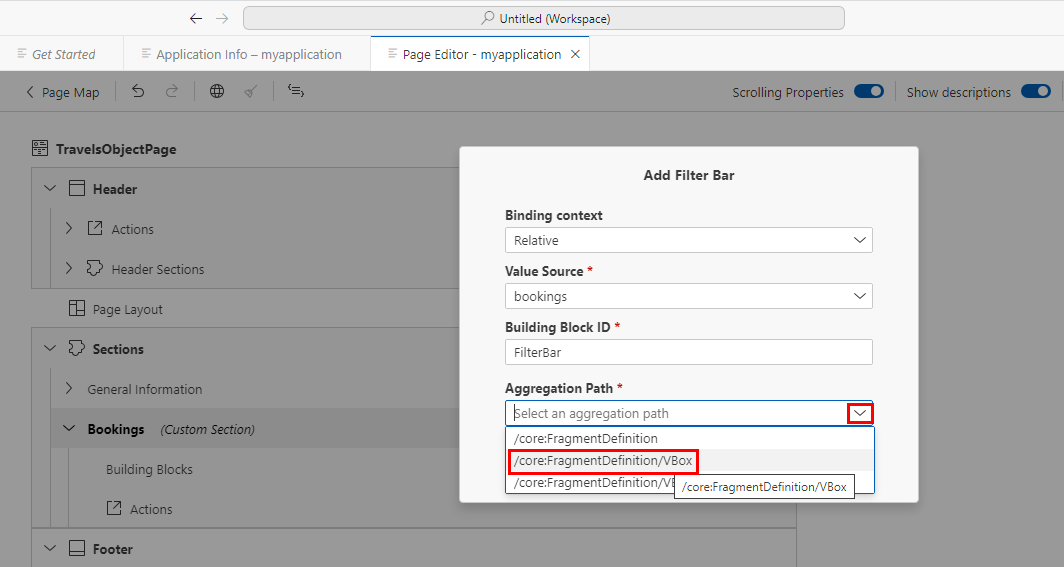 Untitled (Workspace)
Get Started
Application Info – myapplication
Page Editor - myapplication
Page Map
Scrolling Properties
Show descriptions
TravelsObjectPage
Header
Actions
Header Sections
Page Layout
Sections
General Information
Bookings (Custom Section)
Building Blocks
Actions
Footer
Add Filter Bar
Binding context
Relative
Value Source *
bookings
Building Block ID *
FilterBar
Aggregation Path *
Select an aggregation path
/core:FragmentDefinition
/core:FragmentDefinition/VBox
/core:FragmentDefinition/VB
/core:FragmentDefinition/VBox